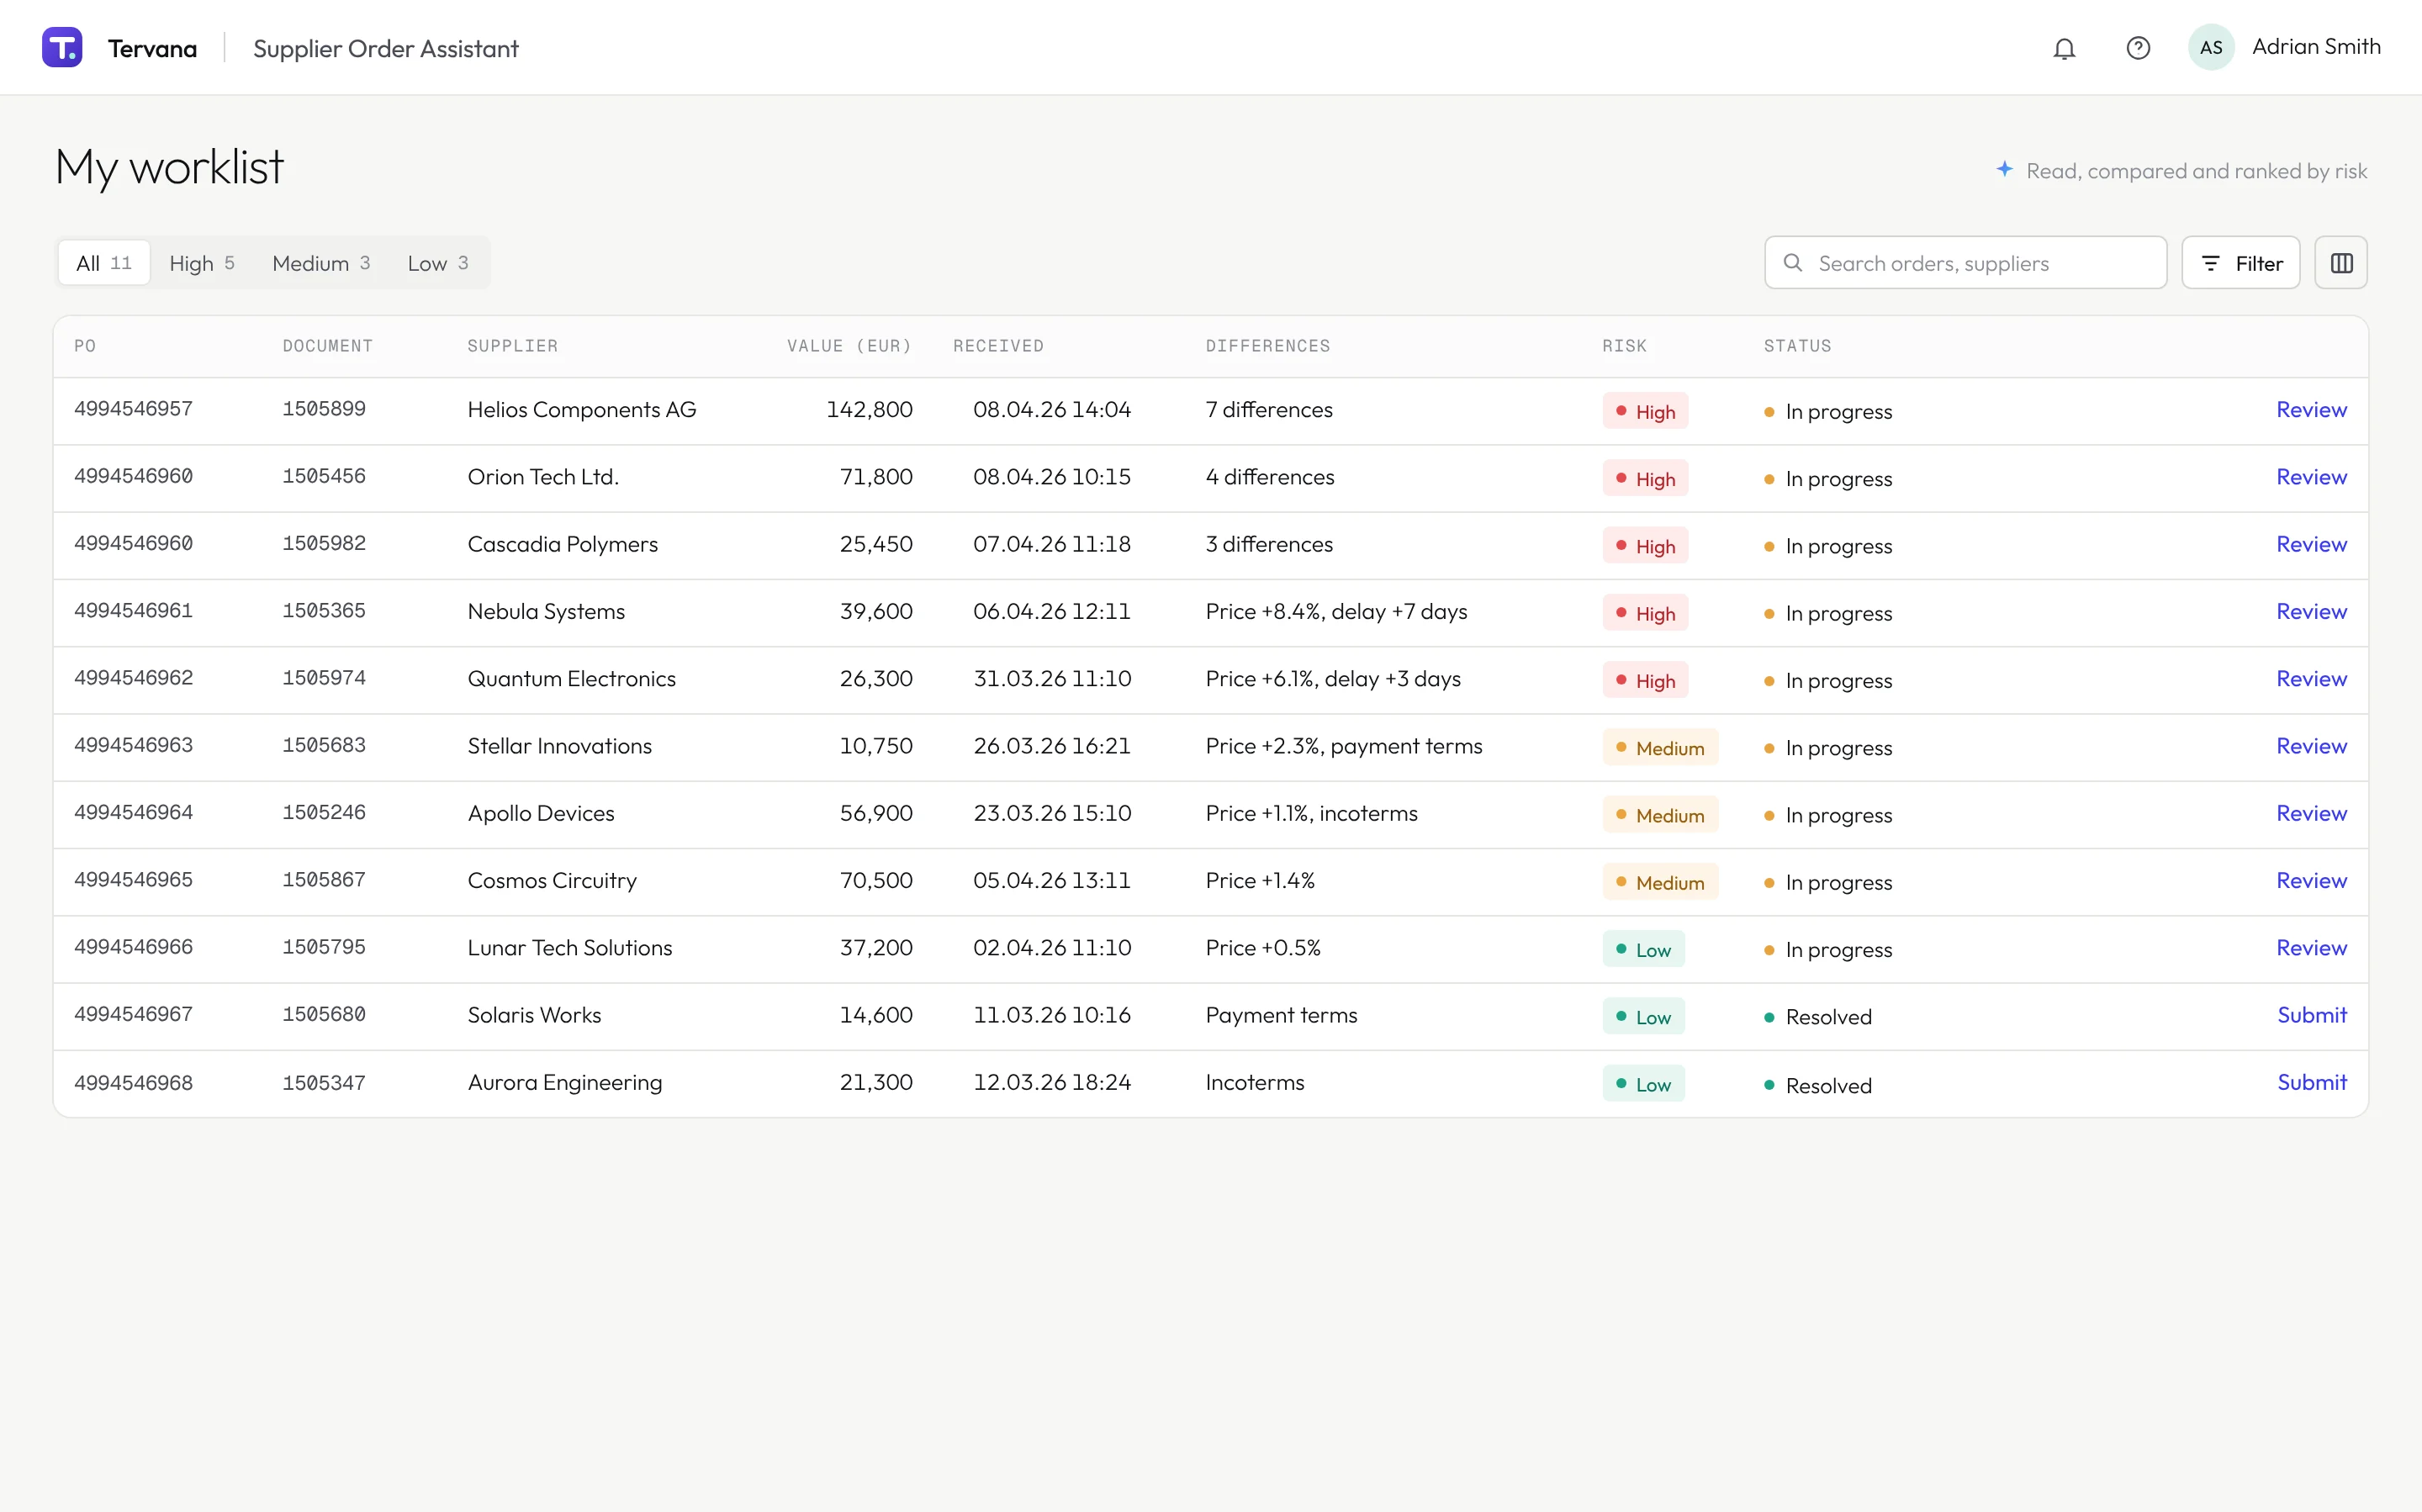 T. Tervana Supplier Order Assistant AS Adrian Smith
My worklist Read, compared and ranked by risk
All 11 High 5 Medium 3 Low 3 Search orders, suppliers Filter
PO DOCUMENT SUPPLIER VALUE (EUR) RECEIVED DIFFERENCES RISK STATUS
4994546957 1505899 Helios Components AG 142,800 08.04.26 14:04 7 differences High In progress Review
4994546960 1505456 Orion Tech Ltd. 71,800 08.04.26 10:15 4 differences High In progress Review
4994546960 1505982 Cascadia Polymers 25,450 07.04.26 11:18 3 differences High In progress Review
4994546961 1505365 Nebula Systems 39,600 06.04.26 12:11 Price +8.4%, delay +7 days High In progress Review
4994546962 1505974 Quantum Electronics 26,300 31.03.26 11:10 Price +6.1%, delay +3 days High In progress Review
4994546963 1505683 Stellar Innovations 10,750 26.03.26 16:21 Price +2.3%, payment terms Medium In progress Review
4994546964 1505246 Apollo Devices 56,900 23.03.26 15:10 Price +1.1%, incoterms Medium In progress Review
4994546965 1505867 Cosmos Circuitry 70,500 05.04.26 13:11 Price +1.4% Medium In progress Review
4994546966 1505795 Lunar Tech Solutions 37,200 02.04.26 11:10 Price +0.5% Low In progress Review
4994546967 1505680 Solaris Works 14,600 11.03.26 10:16 Payment terms Low Resolved Submit
4994546968 1505347 Aurora Engineering 21,300 12.03.26 18:24 Incoterms Low Resolved Submit